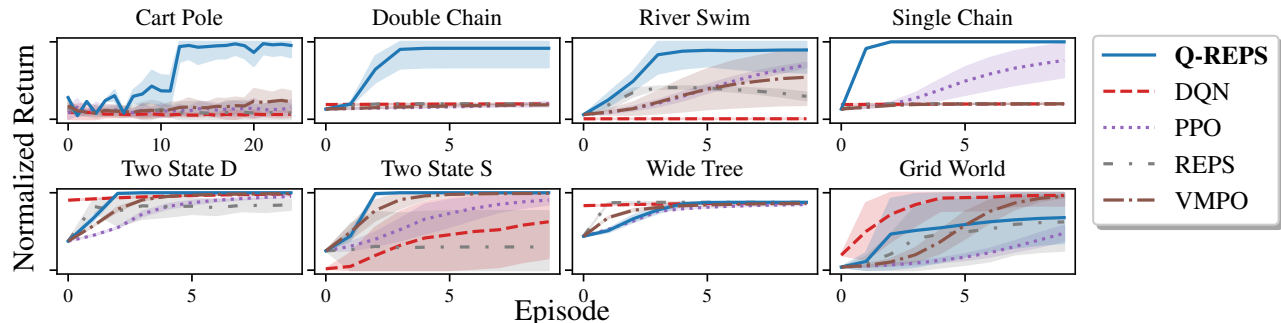 Cart Pole
Double Chain
River Swim
Single Chain
0 10 20
0 5
0 5
0 5
Two State D
Two State S
Wide Tree
Grid World
0 5
0 5
0 5
0 5
Normalized Return
Episode
Q-REPS
DQN
PPO
REPS
VMPO